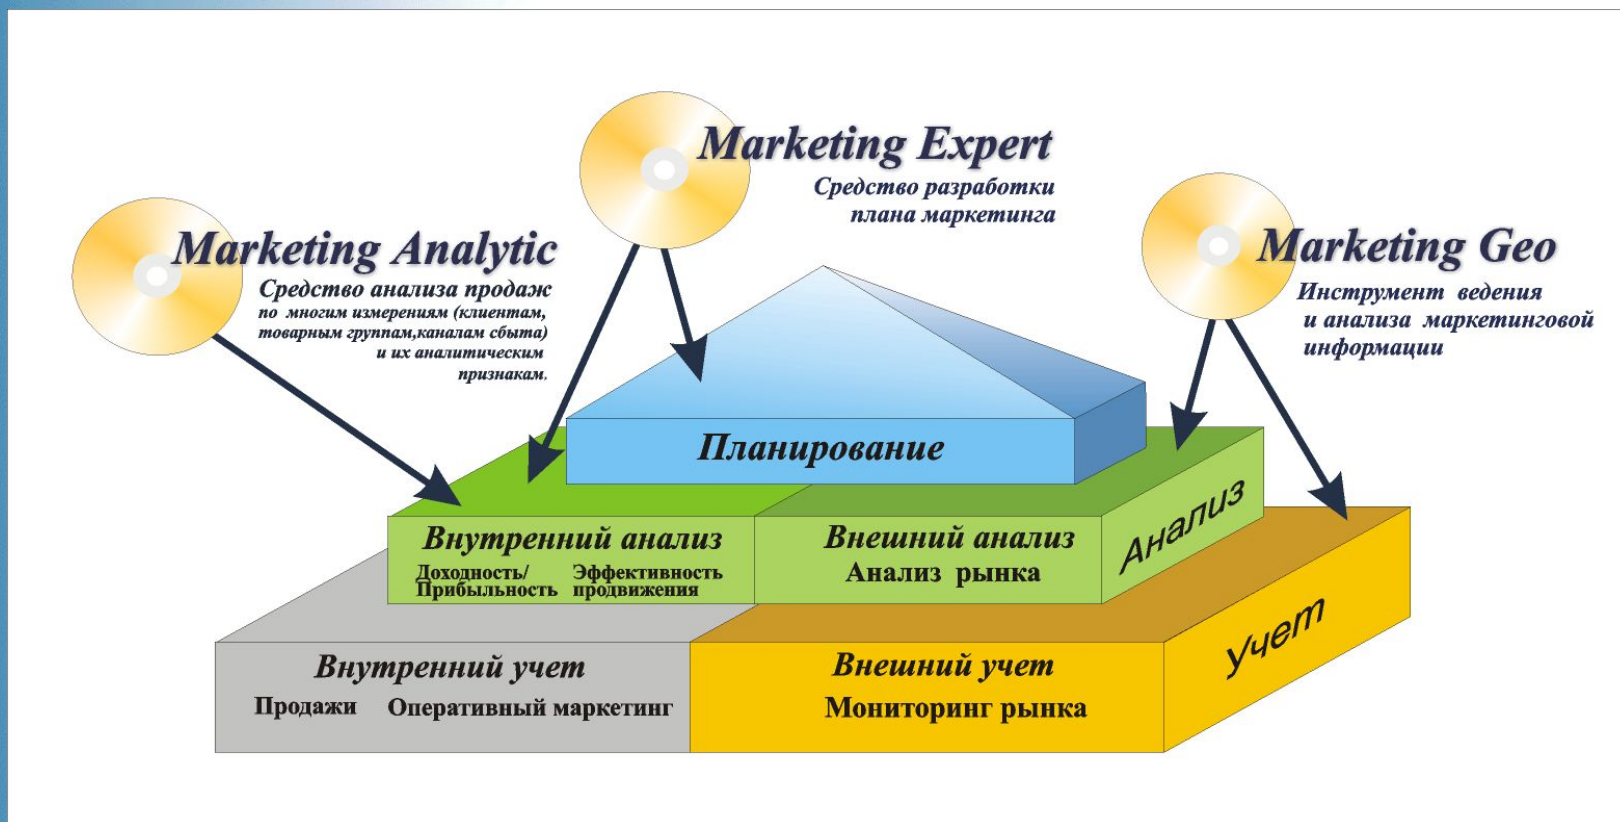 Marketing Expert
Средство разработки
плана маркетинга
Marketing Analytic
Средство анализа продаж
по многим измерениям (клиентам,
товарным группам,каналам сбыта)
и их аналитическим
признакам.
Marketing Geo
Инструмент ведения
и анализа маркетинговой
информации
Планирование
Внутренний анализ
Доходность/ Эффективность
Прибыльность продвижения
Внешний анализ
Анализ рынка
Анализ
Внутренний учет
Продажи Оперативный маркетинг
Внешний учет
Мониторинг рынка
Учет